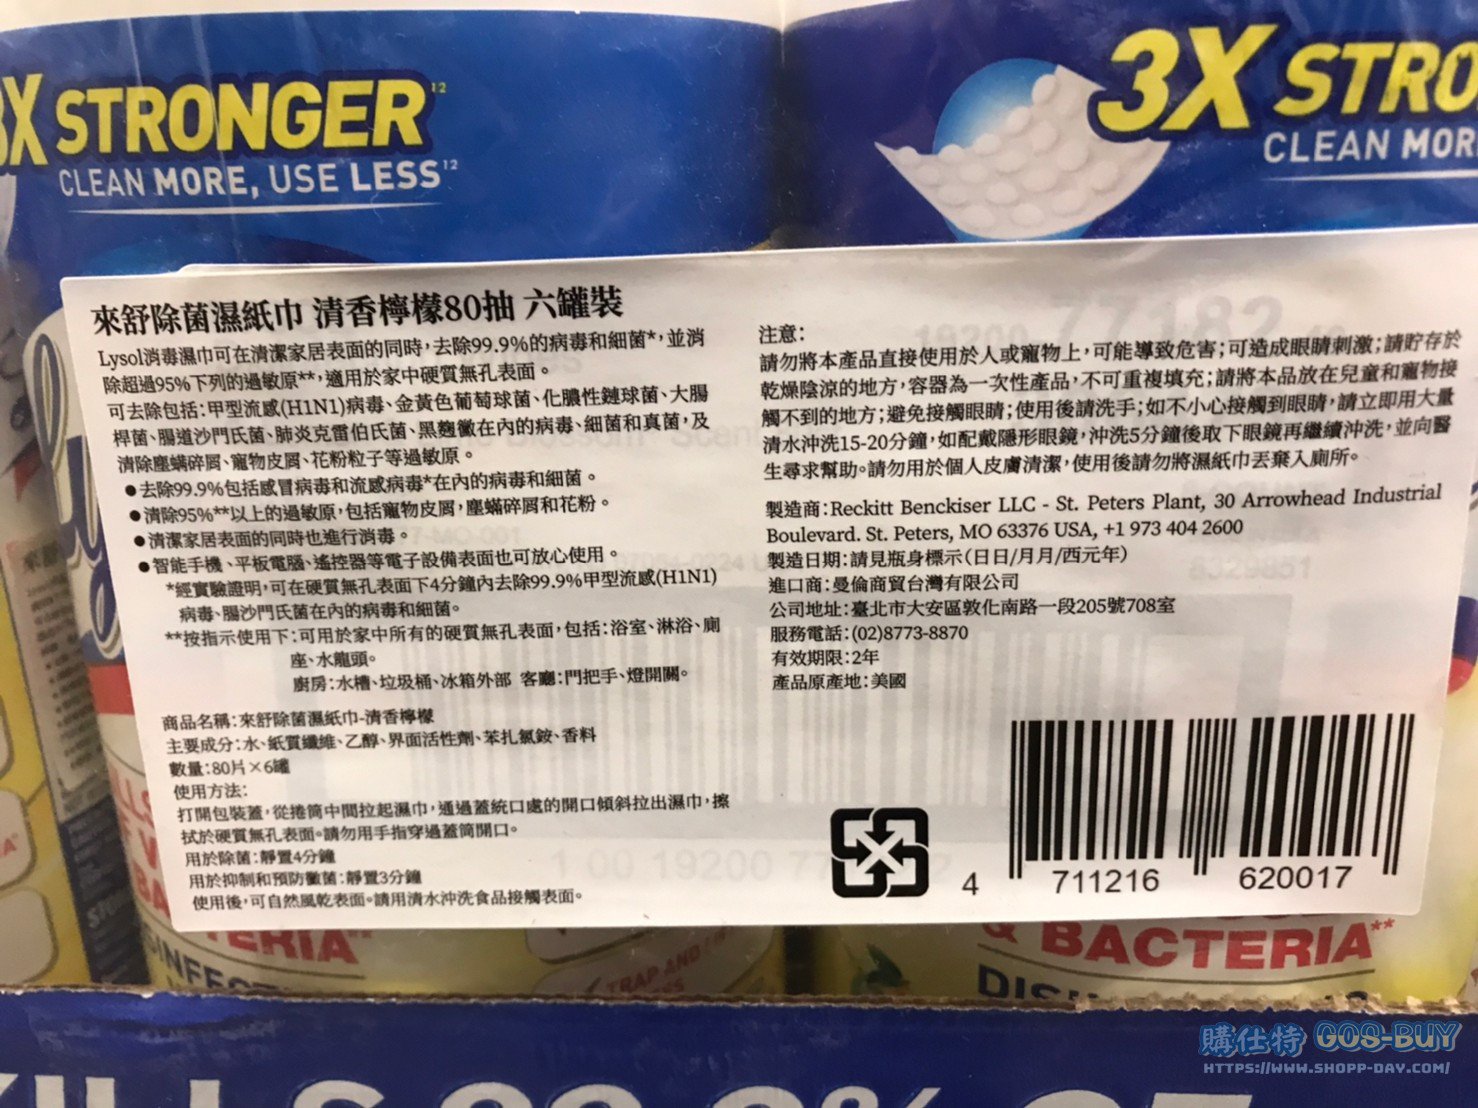 3X STRONGER¹²
CLEAN MORE, USE LESS¹²
3X STRO
CLEAN MOR
來舒除菌濕紙巾 清香檸檬80抽 六罐裝
Lysol消毒濕巾可在清潔家居表面的同時,去除99.9%的病毒和細菌*,並消
除超過95%下列的過敏原**,適用於家中硬質無孔表面。
可去除包括:甲型流感(H1N1)病毒、金黃色葡萄球菌、化膿性鏈球菌、大腸
桿菌、腸道沙門氏菌、肺炎克雷伯氏菌、黑麴黴在內的病毒、細菌和真菌,及
清除塵蟎碎屑、寵物皮屑、花粉粒子等過敏原。
●去除99.9%包括感冒病毒和流感病毒*在內的病毒和細菌。
●清除95%**以上的過敏原,包括寵物皮屑,塵蟎碎屑和花粉。
●清潔家居表面的同時也進行消毒。
●智能手機、平板電腦、遙控器等電子設備表面也可放心使用。
*經實驗證明,可在硬質無孔表面下4分鐘內去除99.9%甲型流感(H1N1)
病毒、腸沙門氏菌在內的病毒和細菌。
**按指示使用下:可用於家中所有的硬質無孔表面,包括:浴室、淋浴、廁
座、水龍頭。
廚房:水槽、垃圾桶、冰箱外部 客廳:門把手、燈開關。
商品名稱:來舒除菌濕紙巾-清香檸檬
主要成分:水、紙質纖維、乙醇、界面活性劑、苯扎氯銨、香料
數量:80片×6罐
使用方法:
打開包裝蓋,從捲筒中間拉起濕巾,通過蓋統口處的開口傾斜拉出濕巾,擦
拭於硬質無孔表面。請勿用手指穿過蓋筒開口。
用於除菌:靜置4分鐘
用於抑制和預防黴菌:靜置3分鐘
使用後,可自然風乾表面。請用清水沖洗食品接觸表面。
注意:
請勿將本產品直接使用於人或寵物上,可能導致危害;可造成眼睛刺激;請貯存於
乾燥陰涼的地方,容器為一次性產品,不可重複填充;請將本品放在兒童和寵物接
觸不到的地方;避免接觸眼睛;使用後請洗手;如不小心接觸到眼睛,請立即用大量
清水沖洗15-20分鐘,如配戴隱形眼鏡,沖洗5分鐘後取下眼鏡再繼續沖洗,並向醫
生尋求幫助。請勿用於個人皮膚清潔,使用後請勿將濕紙巾丟棄入廁所。
製造商:Reckitt Benckiser LLC - St. Peters Plant, 30 Arrowhead Industrial
Boulevard. St. Peters, MO 63376 USA, +1 973 404 2600
製造日期:請見瓶身標示(日日/月月/西元年)
進口商:曼倫商貿台灣有限公司
公司地址:臺北市大安區敦化南路一段205號708室
服務電話:(02)8773-8870
有效期限:2年
產品原產地:美國
4 711216 620017
BACTERIA**
& BACTERIA**
TRAP AND
KILLS 99.9% OF
購仕特 GOS-BUY
HTTPS://WWW.SHOPP-DAY.COM/